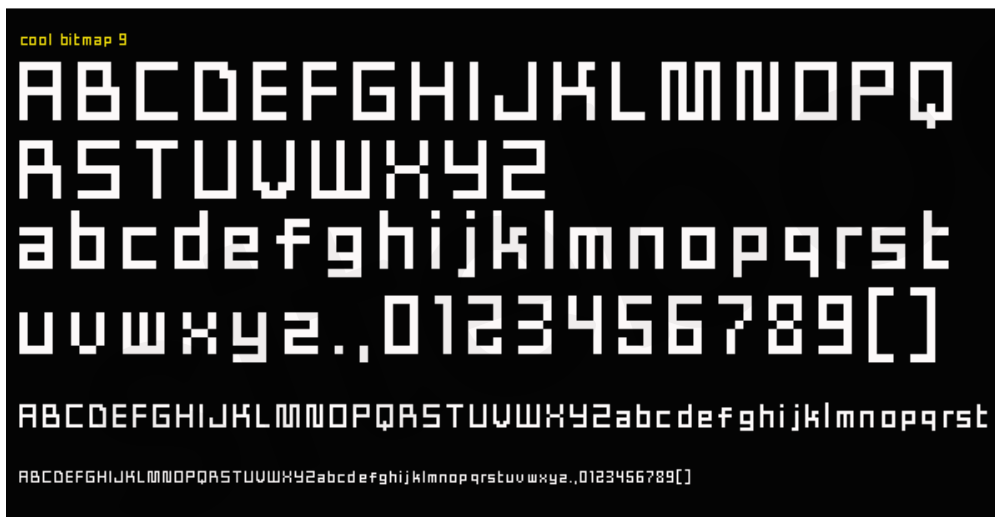 cool bitmap 9
ABCDEFGHIJKLMNOPQ
RSTUVWXYZ
abcdefghijklmnopqrst
uvwxyz.,0123456789[]
ABCDEFGHIJKLMNOPQRSTUVWXYZabcdefghijklmnopqrst
ABCDEFGHIJKLMNOPQRSTUVWXYZabcdefghijklmnopqrstuvwxyz.,0123456789[]